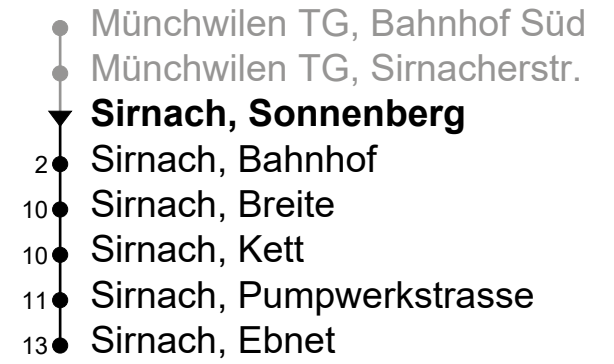 Münchwilen TG, Bahnhof Süd
Münchwilen TG, Sirnacherstr.
Sirnach, Sonnenberg
2 Sirnach, Bahnhof
10 Sirnach, Breite
10 Sirnach, Kett
11 Sirnach, Pumpwerkstrasse
13 Sirnach, Ebnet